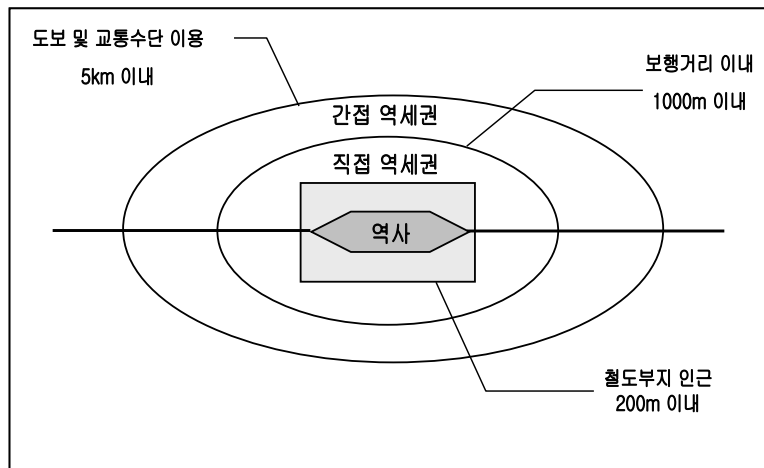 도보 및 교통수단 이용
5km 이내
보행거리 이내
1000m 이내
간접 역세권
직접 역세권
역사
철도부지 인근
200m 이내